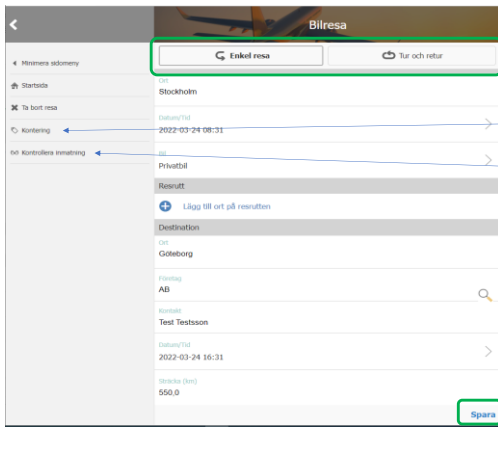 Bilresa
Minimera sidomeny
Startsida
Ta bort resa
Kontering
Kontrollera inmatning
Enkel resa
Tur och retur
Ort
Stockholm
Datum/Tid
2022-03-24 08:31
Bil
Privatbil
Resrutt
Lägg till ort på resrutten
Destination
Ort
Göteborg
Företag
AB
Kontakt
Test Testsson
Datum/Tid
2022-03-24 16:31
Sträcka (km)
550,0
Spara